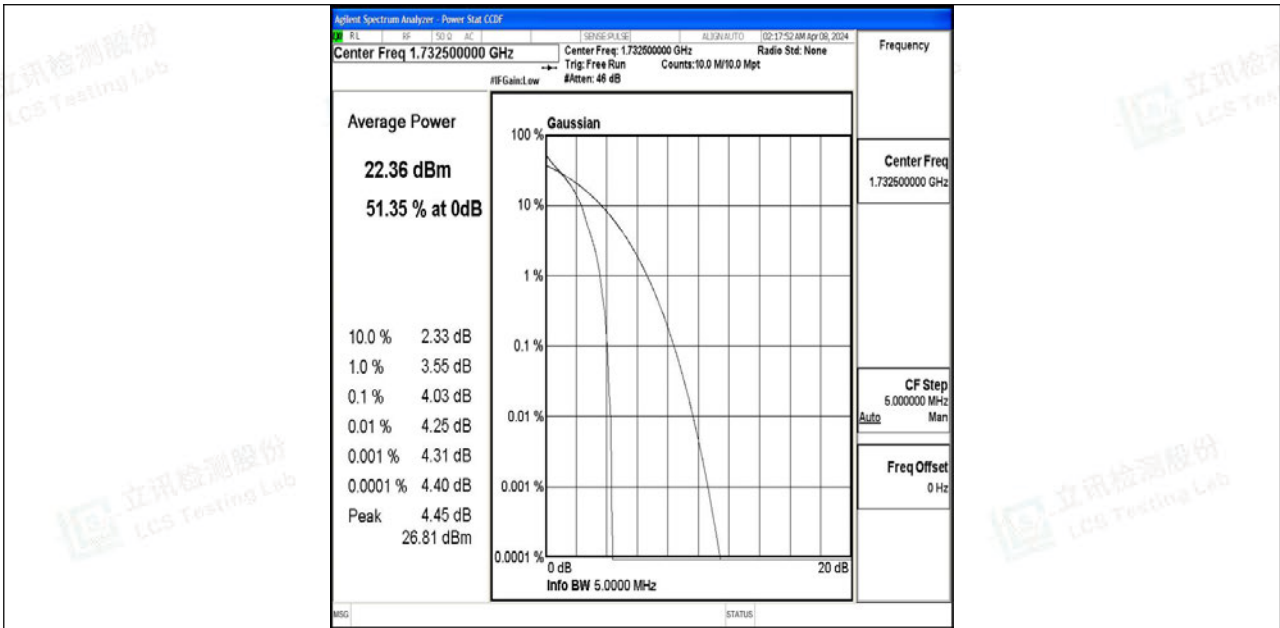 Agilent Spectrum Analyzer - Power Stat CCDF
RL RF 50 Ω AC SENSE:PULSE ALIGNAUTO 02:17:52 AM Apr 08, 2024
Center Freq 1.732500000 GHz
Center Freq: 1.732500000 GHz Radio Std: None
Trig: Free Run Counts:10.0 M/10.0 Mpt
#IFGain:Low #Atten: 46 dB
Average Power
22.36 dBm
51.35 % at 0dB
10.0 % 2.33 dB
1.0 % 3.55 dB
0.1 % 4.03 dB
0.01 % 4.25 dB
0.001 % 4.31 dB
0.0001 % 4.40 dB
Peak 4.45 dB
26.81 dBm
Gaussian
100 %
10 %
1 %
0.1 %
0.01 %
0.001 %
0.0001 %
0 dB 20 dB
Info BW 5.0000 MHz
Frequency
Center Freq
1.732500000 GHz
CF Step
5.000000 MHz
Auto Man
Freq Offset
0 Hz
MSG STATUS
立讯检测股份
LCS Testing Lab
立讯检测股份
LCS Testing Lab
立讯检测股份
LCS Testing Lab